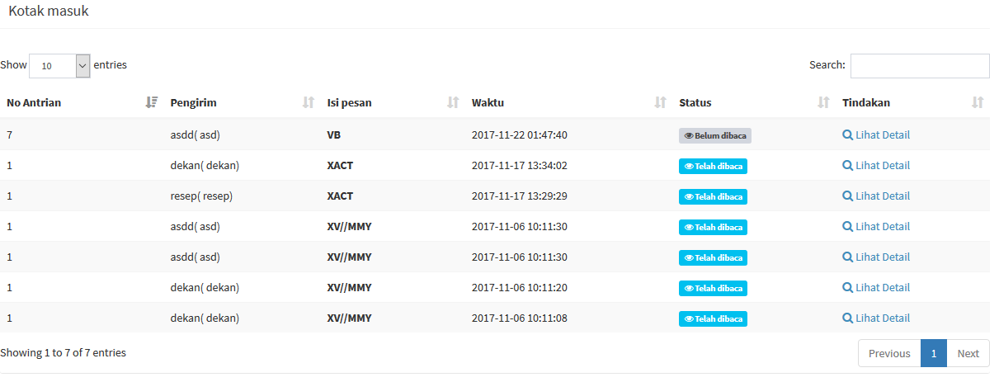 Kotak masuk
Show 10 entries Search:
No Antrian Pengirim Isi pesan Waktu Status Tindakan
7 asdd( asd) VB 2017-11-22 01:47:40 Belum dibaca Lihat Detail
1 dekan( dekan) XACT 2017-11-17 13:34:02 Telah dibaca Lihat Detail
1 resep( resep) XACT 2017-11-17 13:29:29 Telah dibaca Lihat Detail
1 asdd( asd) XV//MMY 2017-11-06 10:11:30 Telah dibaca Lihat Detail
1 asdd( asd) XV//MMY 2017-11-06 10:11:30 Telah dibaca Lihat Detail
1 dekan( dekan) XV//MMY 2017-11-06 10:11:20 Telah dibaca Lihat Detail
1 dekan( dekan) XV//MMY 2017-11-06 10:11:08 Telah dibaca Lihat Detail
Showing 1 to 7 of 7 entries Previous 1 Next